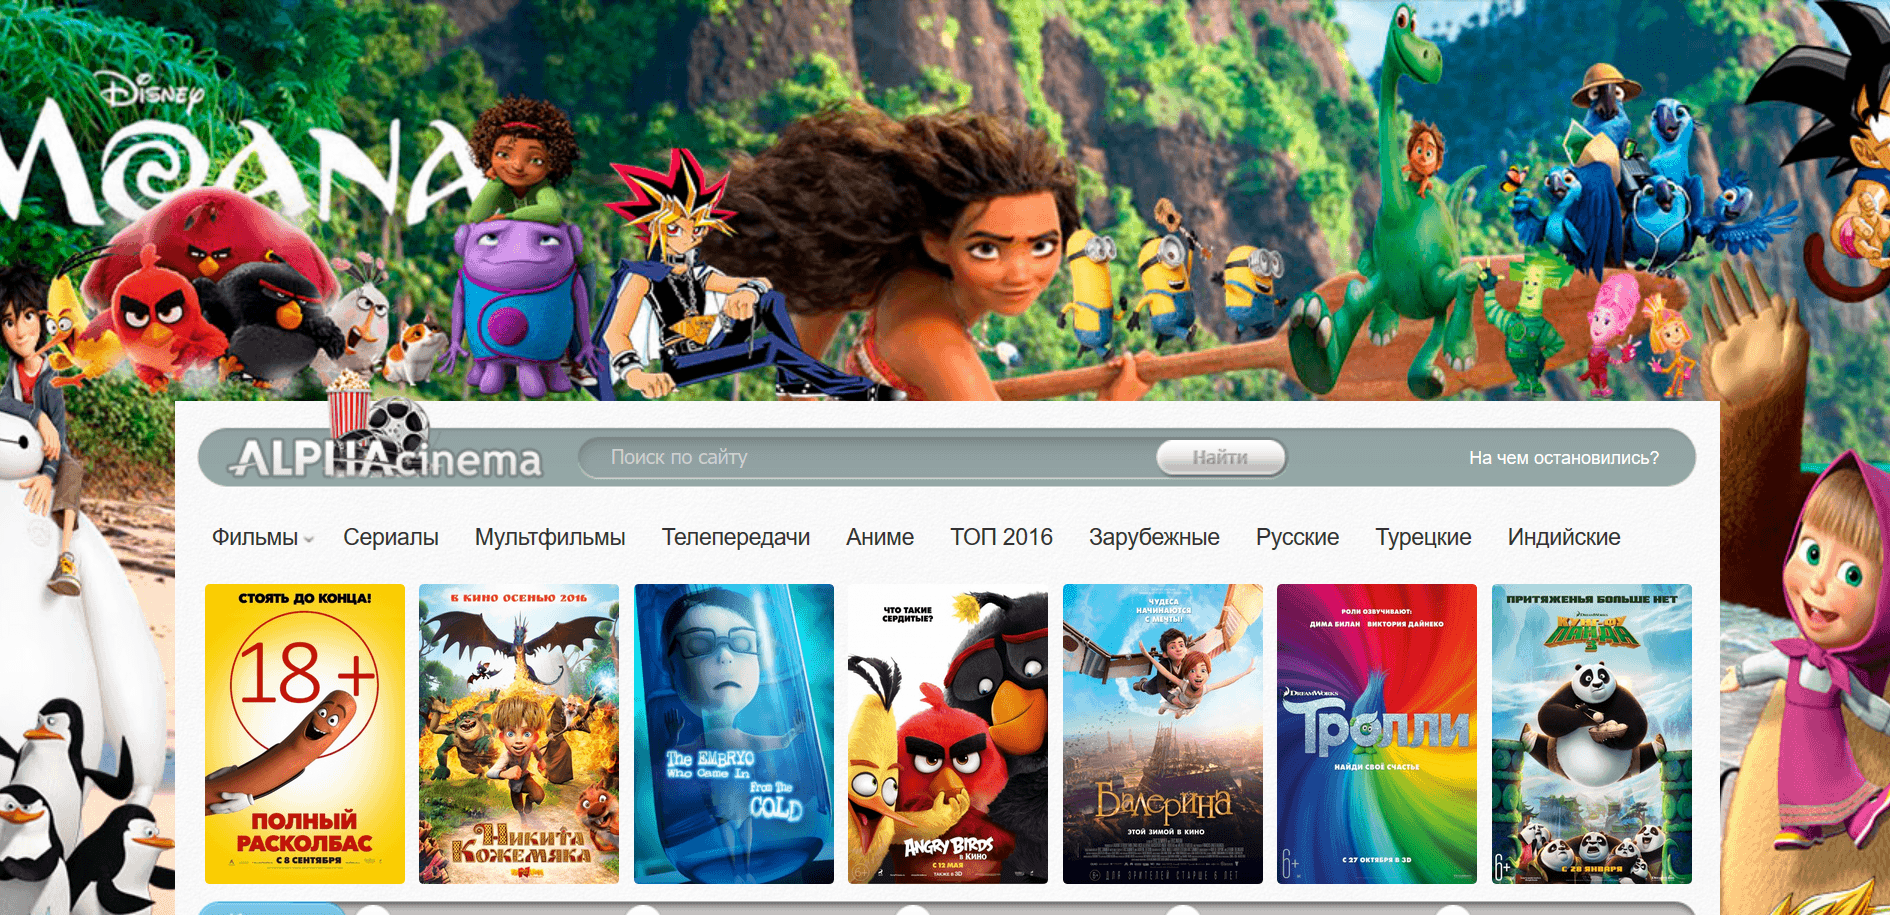 DISNEY
MOANA
ALPHAcinema
Поиск по сайту
Найти
На чем остановились?
Фильмы
Сериалы
Мультфильмы
Телепередачи
Аниме
ТОП 2016
Зарубежные
Русские
Турецкие
Индийские
СТОЯТЬ ДО КОНЦА!
18+
ПОЛНЫЙ
РАСКОЛБАС
С 8 СЕНТЯБРЯ
В КИНО ОСЕНЬЮ 2016
НИКИТА
КОЖЕМЯКА
The EMBRYO
Who Came In
From The
COLD
ЧТО ТАКИЕ
СЕРДИТЫЕ?
ANGRY BIRDS
В КИНО
С 12 МАЯ
ТАКЖЕ В 3D
6+
ЧУДЕСА
НАЧИНАЮТСЯ
С МЕЧТЫ!
БАЛЕРИНА
ЭТОЙ ЗИМОЙ В КИНО
6+ ДЛЯ ЗРИТЕЛЕЙ СТАРШЕ 6 ЛЕТ
РОЛИ ОЗВУЧИВАЮТ:
ДИМА БИЛАН ВИКТОРИЯ ДАЙНЕКО
DREAMWORKS
Тролли
НАЙДИ СВОЁ СЧАСТЬЕ
6+
С 27 ОКТЯБРЯ В 3D
ПРИТЯЖЕНЬЯ БОЛЬШЕ НЕТ
DREAMWORKS
КУНГ-ФУ
ПАНДА
3
6+
С 28 ЯНВАРЯ